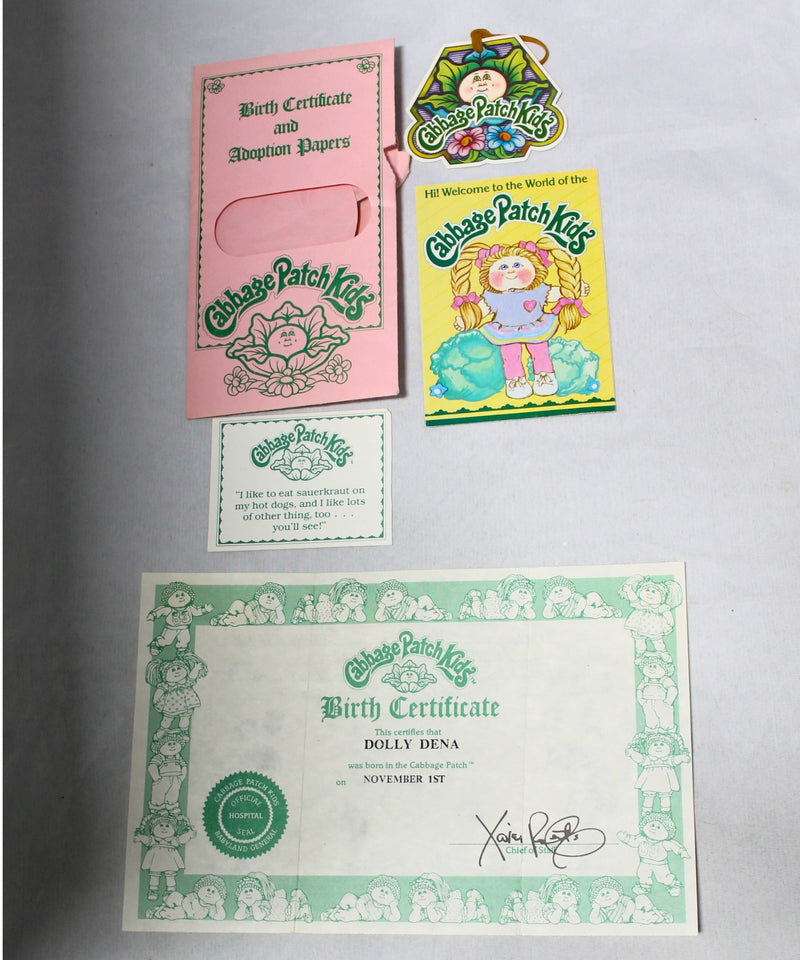 Birth Certificate
and
Adoption Papers
Cabbage Patch Kids
Cabbage Patch Kids
Hi! Welcome to the World of the
Cabbage Patch Kids
Cabbage Patch Kids
"I like to eat sauerkraut on
my hot dogs, and I like lots
of other thing, too . . .
you'll see!"
Cabbage Patch Kids
Birth Certificate
This certifies that
DOLLY DENA
was born in the Cabbage Patch™
on NOVEMBER 1ST
CABBAGE PATCH KIDS
OFFICIAL
HOSPITAL
SEAL
BABYLAND GENERAL
Xavier Roberts
Chief of Staff